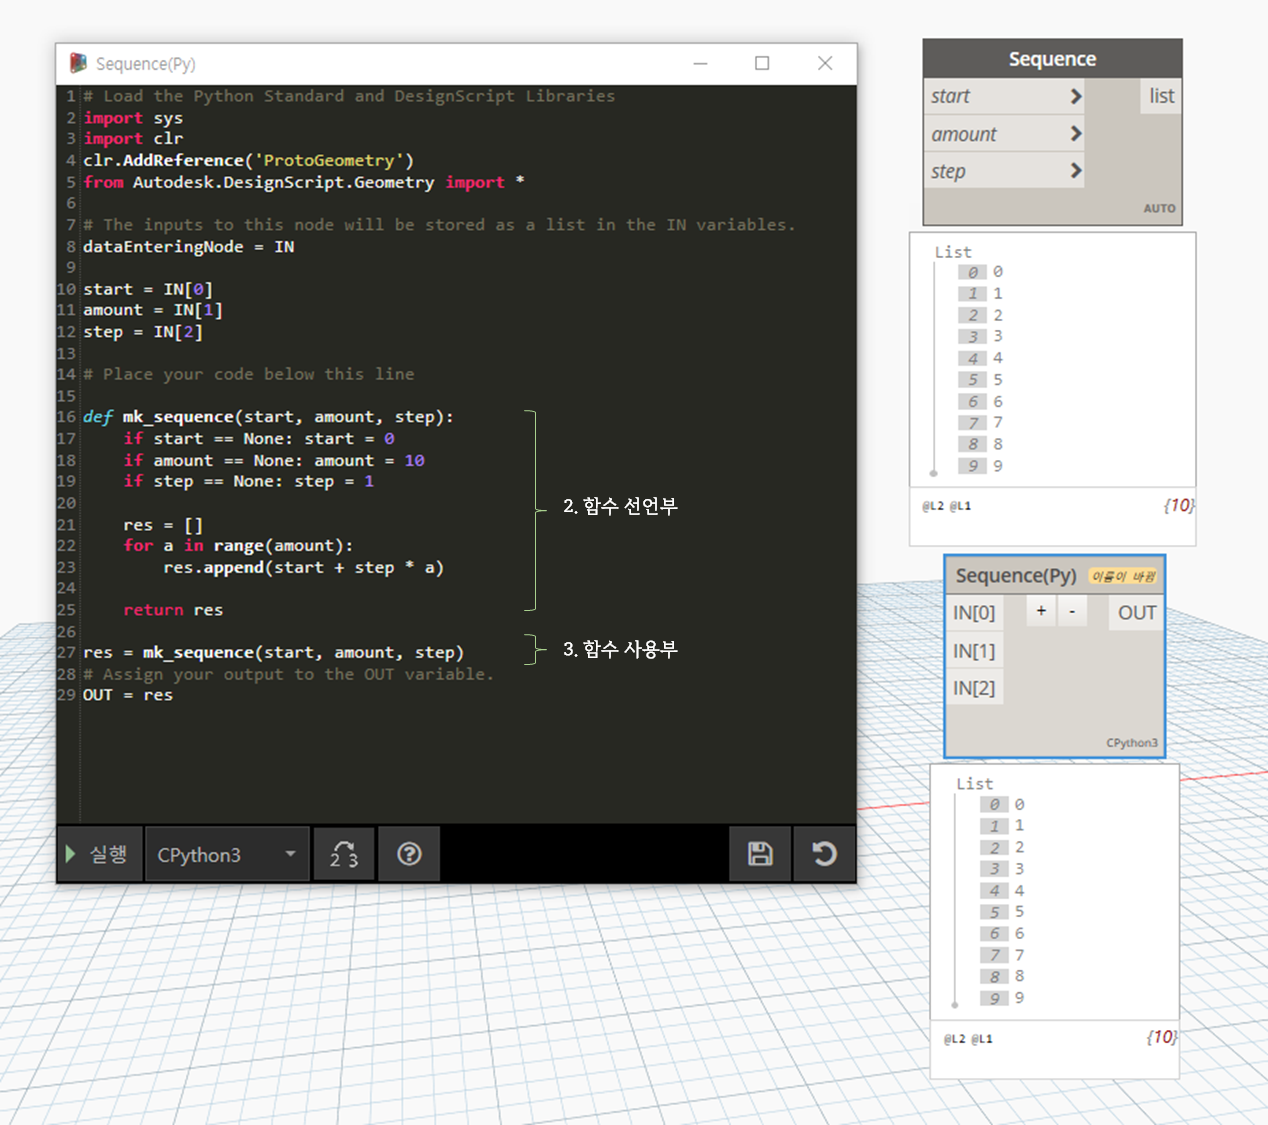 Sequence(Py)
1 # Load the Python Standard and DesignScript Libraries
2 import sys
3 import clr
4 clr.AddReference('ProtoGeometry')
5 from Autodesk.DesignScript.Geometry import *
6
7 # The inputs to this node will be stored as a list in the IN variables.
8 dataEnteringNode = IN
9
10 start = IN[0]
11 amount = IN[1]
12 step = IN[2]
13
14 # Place your code below this line
15
16 def mk_sequence(start, amount, step):
17     if start == None: start = 0
18     if amount == None: amount = 10
19     if step == None: step = 1
20
21     res = []
22     for a in range(amount):
23         res.append(start + step * a)
24
25     return res
26
27 res = mk_sequence(start, amount, step)
28 # Assign your output to the OUT variable.
29 OUT = res
2. 함수 선언부
3. 함수 사용부
실행 CPython3 2 3 ?
Sequence
start > list
amount >
step >
AUTO
List
0 0
1 1
2 2
3 3
4 4
5 5
6 6
7 7
8 8
9 9
@L2 @L1 {10}
Sequence(Py) 이름이 바뀜
IN[0] + - OUT
IN[1]
IN[2]
CPython3
List
0 0
1 1
2 2
3 3
4 4
5 5
6 6
7 7
8 8
9 9
@L2 @L1 {10}